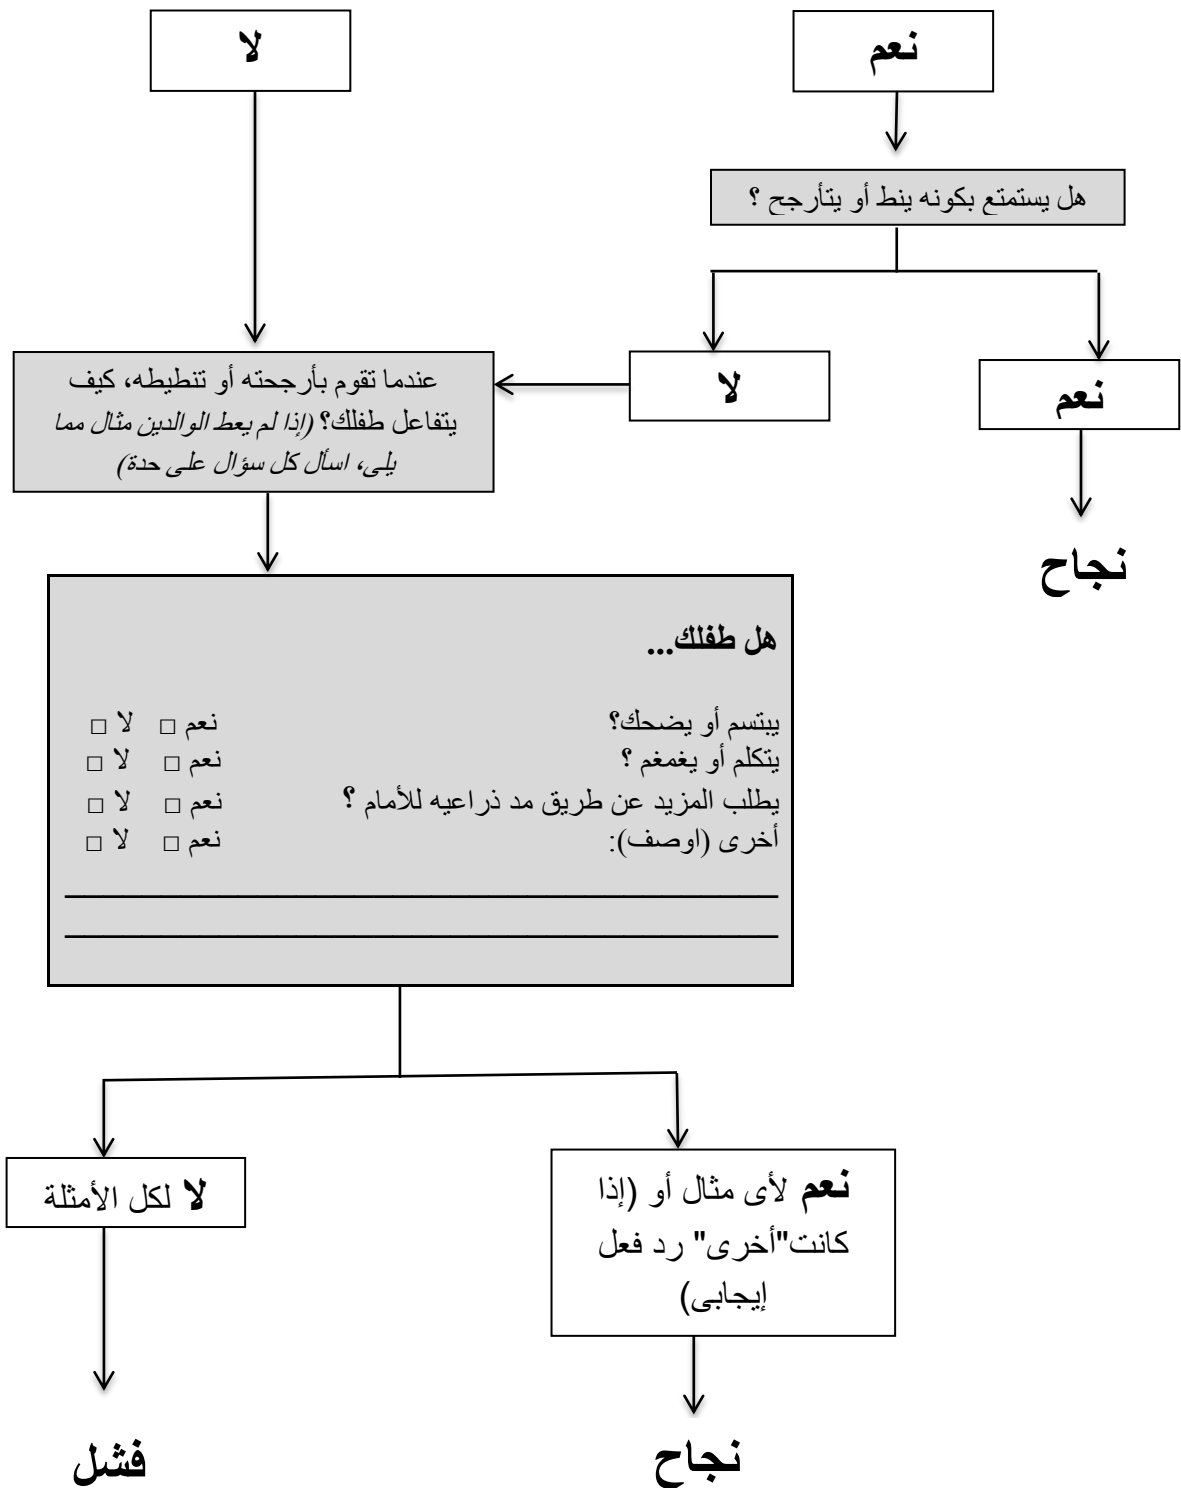 نعم
لا
هل يستمتع بكونه ينط أو يتأرجح ؟
نعم
لا
عندما تقوم بأرجحته أو تنطيطه، كيف
يتفاعل طفلك؟ (إذا لم يعط الوالدين مثال مما
يلى، اسأل كل سؤال على حدة)
نجاح
هل طفلك...
يبتسم أو يضحك؟ نعم □ لا □
يتكلم أو يغمغم ؟ نعم □ لا □
يطلب المزيد عن طريق مد ذراعيه للأمام ؟ نعم □ لا □
أخرى (اوصف): نعم □ لا □
نعم لأى مثال أو (إذا
كانت"أخرى" رد فعل
إيجابى)
لا لكل الأمثلة
نجاح
فشل